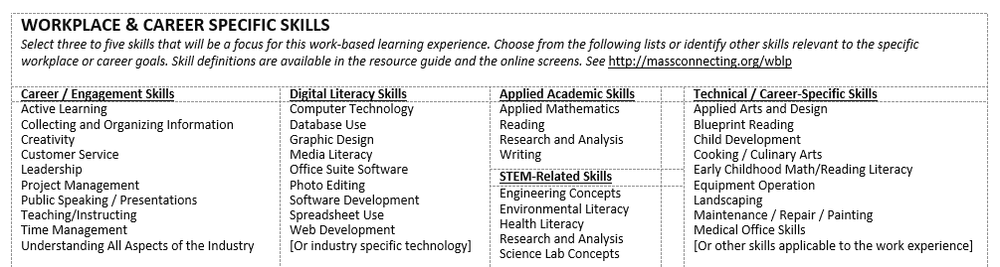 WORKPLACE & CAREER SPECIFIC SKILLS
Select three to five skills that will be a focus for this work-based learning experience. Choose from the following lists or identify other skills relevant to the specific
workplace or career goals. Skill definitions are available in the resource guide and the online screens. See http://massconnecting.org/wblp
Career / Engagement Skills
Active Learning
Collecting and Organizing Information
Creativity
Customer Service
Leadership
Project Management
Public Speaking / Presentations
Teaching/Instructing
Time Management
Understanding All Aspects of the Industry
Digital Literacy Skills
Computer Technology
Database Use
Graphic Design
Media Literacy
Office Suite Software
Photo Editing
Software Development
Spreadsheet Use
Web Development
[Or industry specific technology]
Applied Academic Skills
Applied Mathematics
Reading
Research and Analysis
Writing
STEM-Related Skills
Engineering Concepts
Environmental Literacy
Health Literacy
Research and Analysis
Science Lab Concepts
Technical / Career-Specific Skills
Applied Arts and Design
Blueprint Reading
Child Development
Cooking / Culinary Arts
Early Childhood Math/Reading Literacy
Equipment Operation
Landscaping
Maintenance / Repair / Painting
Medical Office Skills
[Or other skills applicable to the work experience]